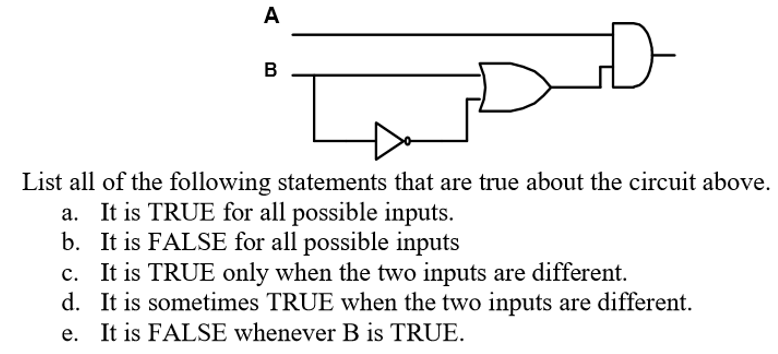 A
B
List all of the following statements that are true about the circuit above.
a. It is TRUE for all possible inputs.
b. It is FALSE for all possible inputs
c. It is TRUE only when the two inputs are different.
d. It is sometimes TRUE when the two inputs are different.
e. It is FALSE whenever B is TRUE.